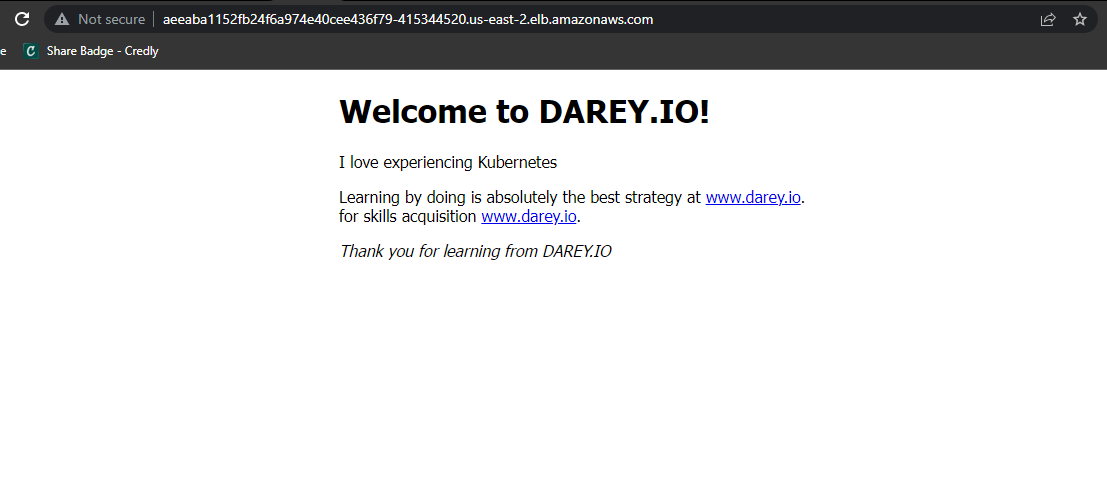 Not secure aeeaba1152fb24f6a974e40cee436f79-415344520.us-east-2.elb.amazonaws.com
e Share Badge - Credly
Welcome to DAREY.IO!
I love experiencing Kubernetes
Learning by doing is absolutely the best strategy at www.darey.io.
for skills acquisition www.darey.io.
Thank you for learning from DAREY.IO